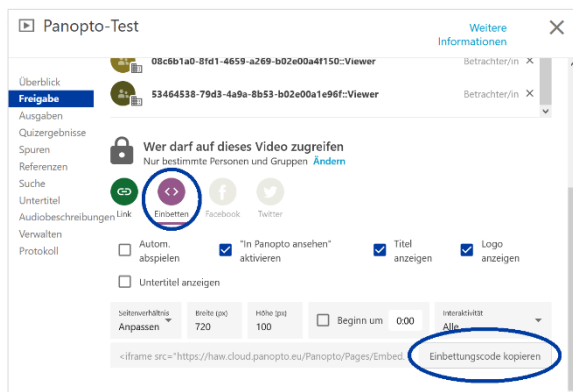 Panopto-Test
Weitere Informationen
08c6b1a0-8fd1-4659-a269-b02e00a4f150::Viewer
Betrachter/in
53464538-79d3-4a9a-8b53-b02e00a1e96f::Viewer
Betrachter/in
Überblick
Freigabe
Ausgaben
Quizergebnisse
Spuren
Referenzen
Suche
Untertitel
Audiobeschreibungen
Verwalten
Protokoll
Wer darf auf dieses Video zugreifen
Nur bestimmte Personen und Gruppen Ändern
Link
Einbetten
Facebook
Twitter
Autom. abspielen
"In Panopto ansehen" aktivieren
Titel anzeigen
Logo anzeigen
Untertitel anzeigen
Seitenverhältnis
Anpassen
Breite (px)
720
Höhe (px)
100
Beginn um 0:00
Interaktivität
Alle
<iframe src="https://haw.cloud.panopto.eu/Panopto/Pages/Embed.
Einbettungscode kopieren